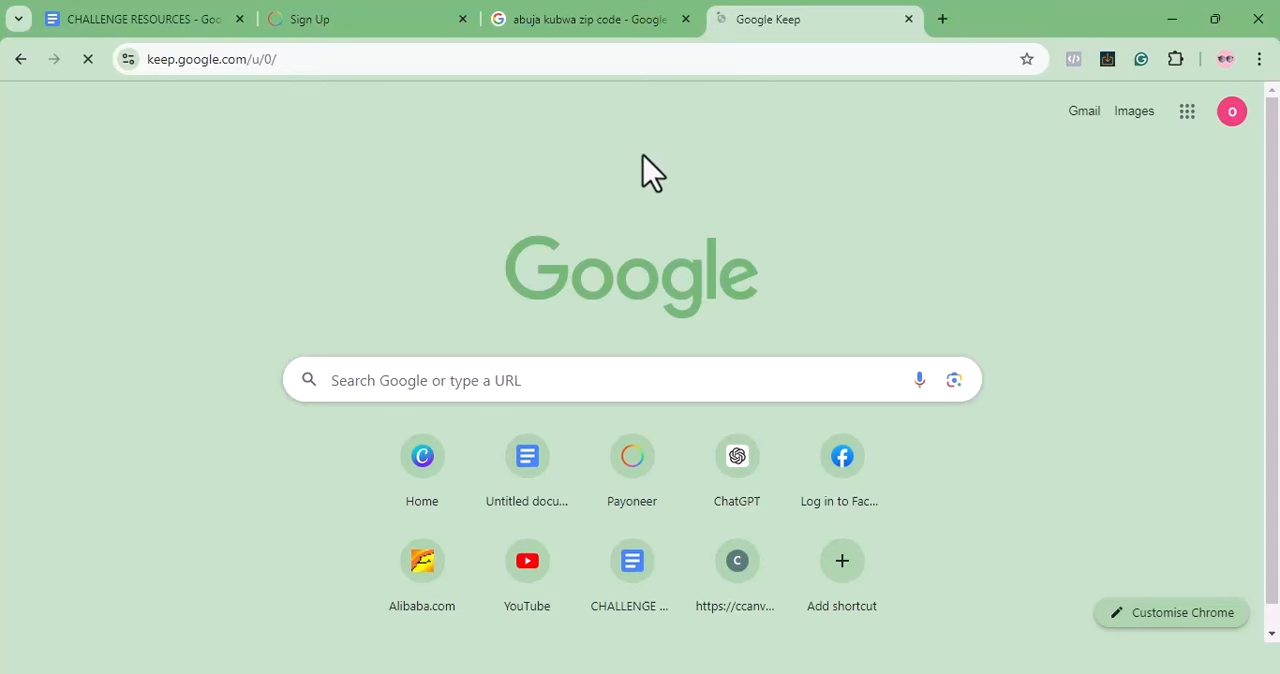 CHALLENGE RESOURCES - Goo
Sign Up
abuja kubwa zip code - Google
Google Keep
keep.google.com/u/0/
Gmail
Images
o
Google
Search Google or type a URL
Home
Untitled docu...
Payoneer
ChatGPT
Log in to Fac...
Alibaba.com
YouTube
CHALLENGE ...
C
https://ccanv...
Add shortcut
Customise Chrome